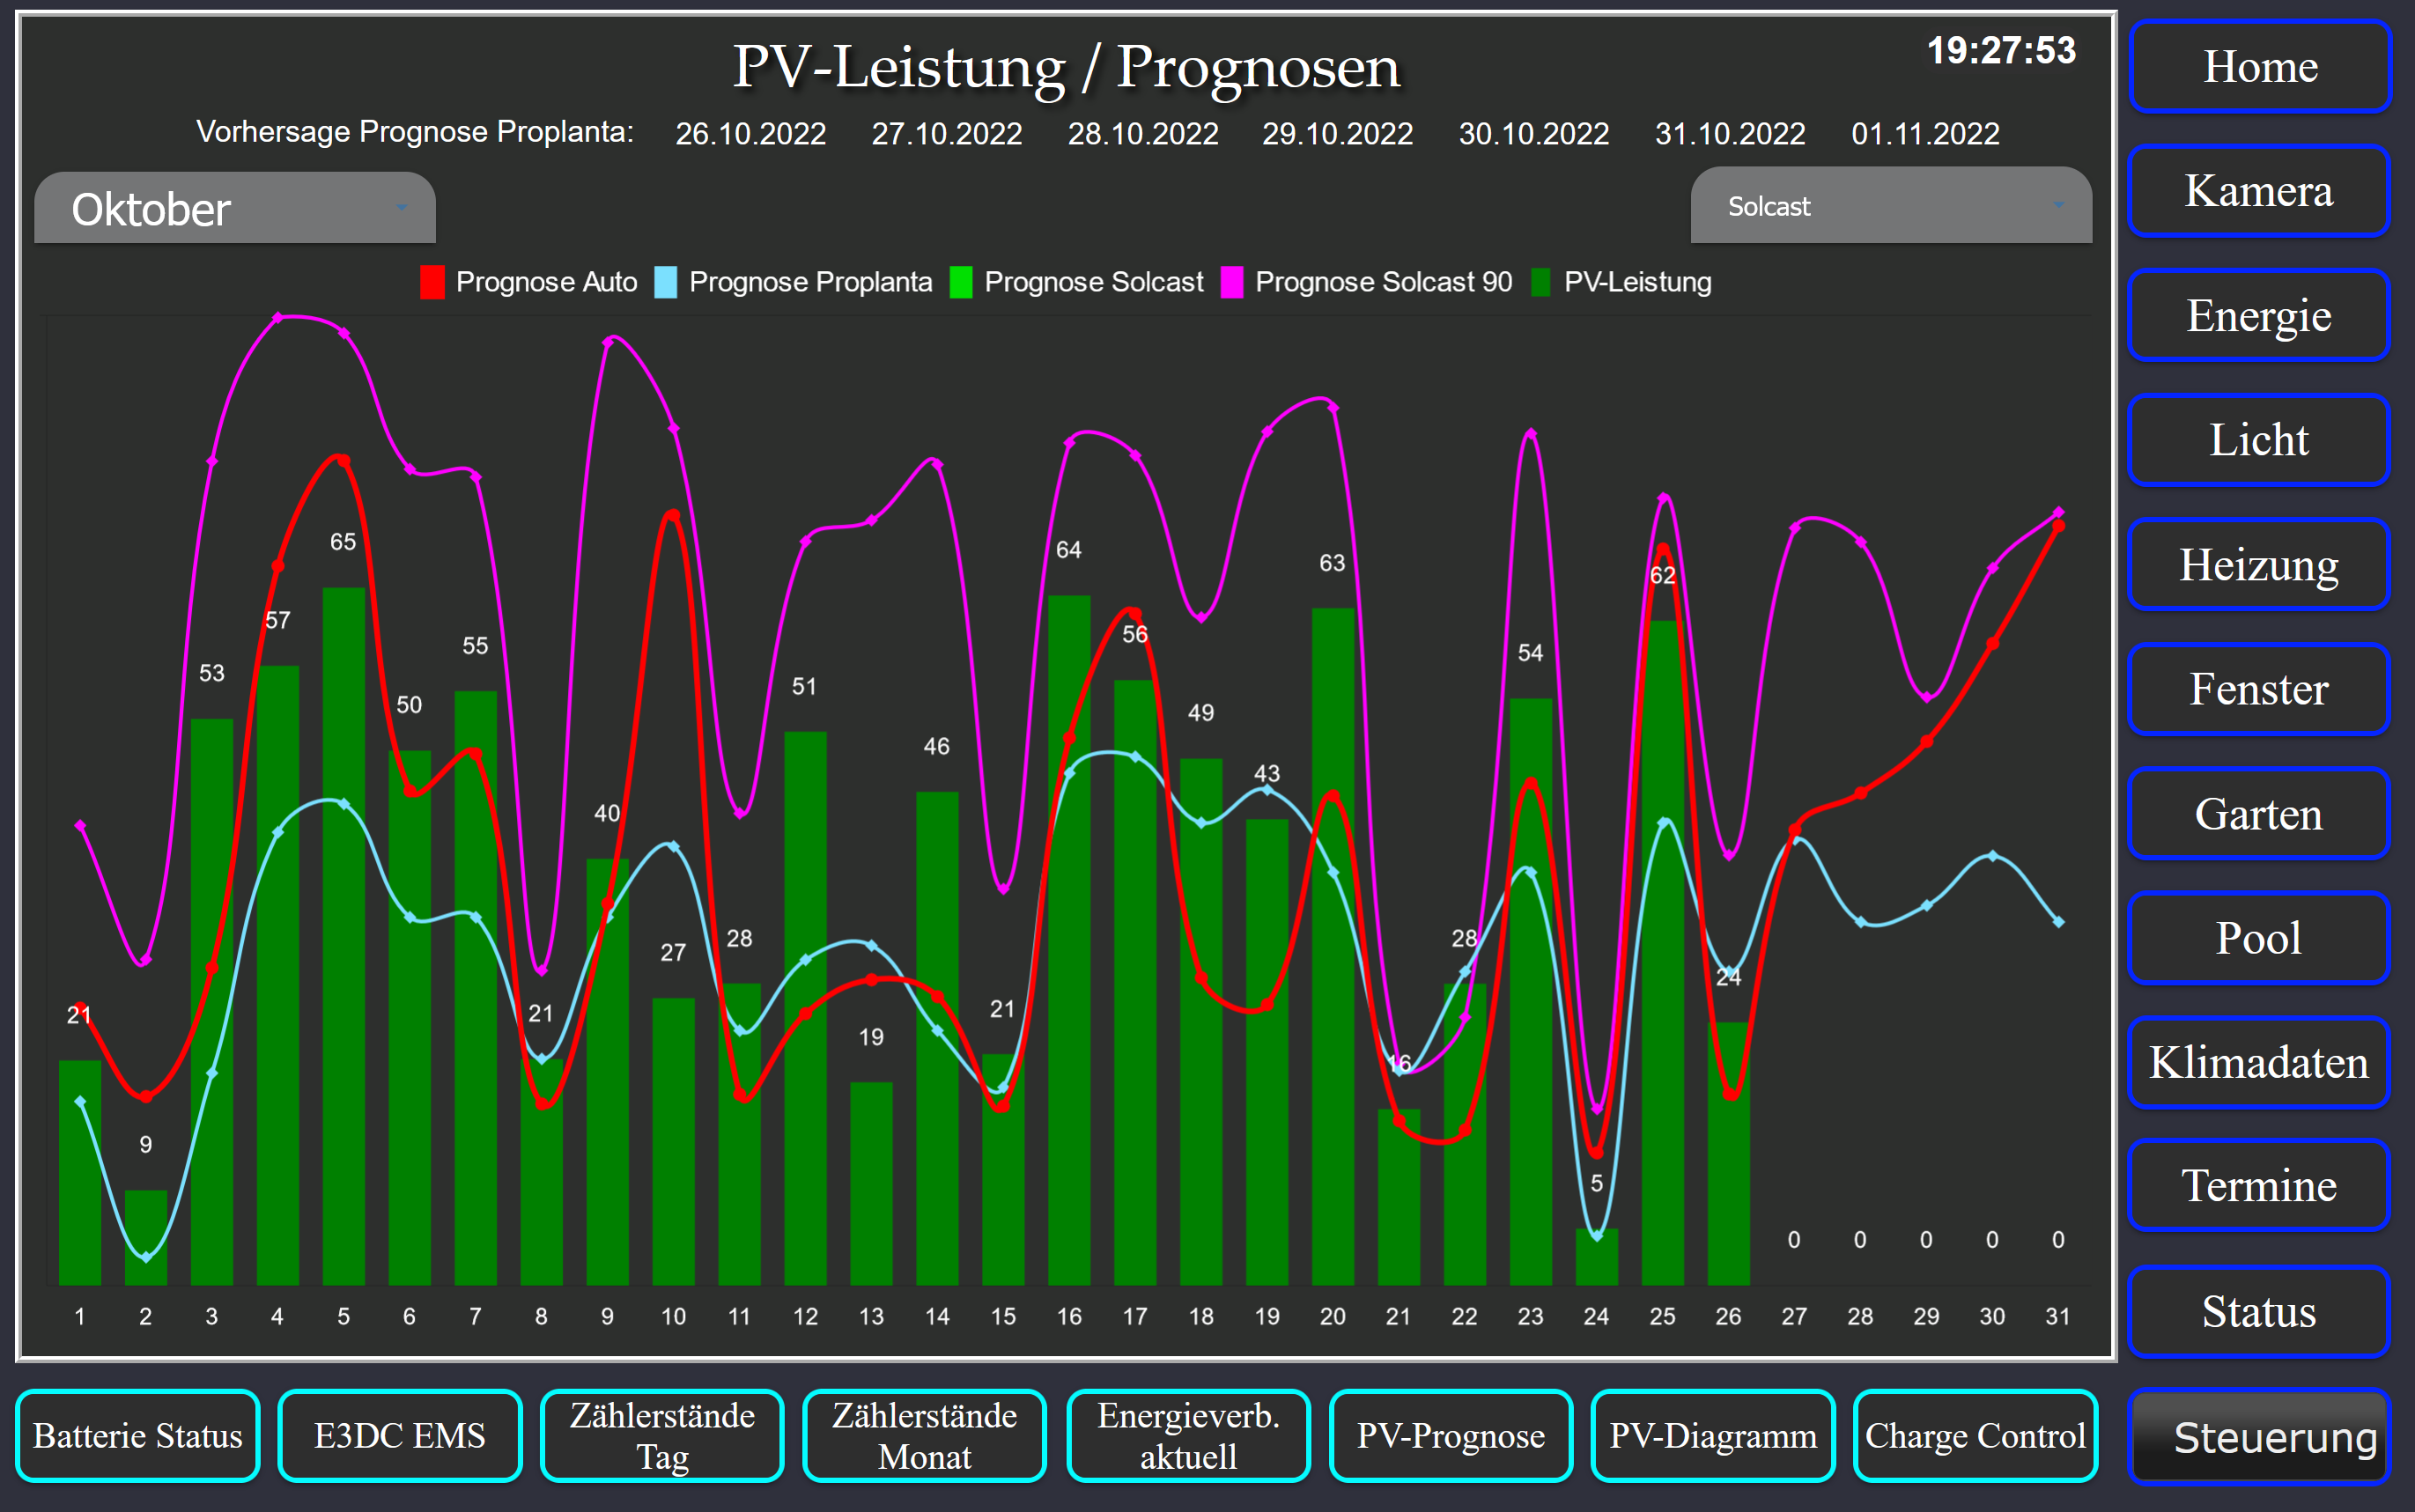 PV-Leistung / Prognosen
19:27:53
Vorhersage Prognose Proplanta: 26.10.2022 27.10.2022 28.10.2022 29.10.2022 30.10.2022 31.10.2022 01.11.2022
Oktober
Solcast
Prognose Auto Prognose Proplanta Prognose Solcast Prognose Solcast 90 PV-Leistung
21 9 53 57 65 50 55 21 40 27 28 51 19 46 21 64 56 49 43 63 16 28 54 5 62 24 0 0 0 0 0
1 2 3 4 5 6 7 8 9 10 11 12 13 14 15 16 17 18 19 20 21 22 23 24 25 26 27 28 29 30 31
Home
Kamera
Energie
Licht
Heizung
Fenster
Garten
Pool
Klimadaten
Termine
Status
Steuerung
Batterie Status
E3DC EMS
Zählerstände
Tag
Zählerstände
Monat
Energieverb.
aktuell
PV-Prognose
PV-Diagramm
Charge Control